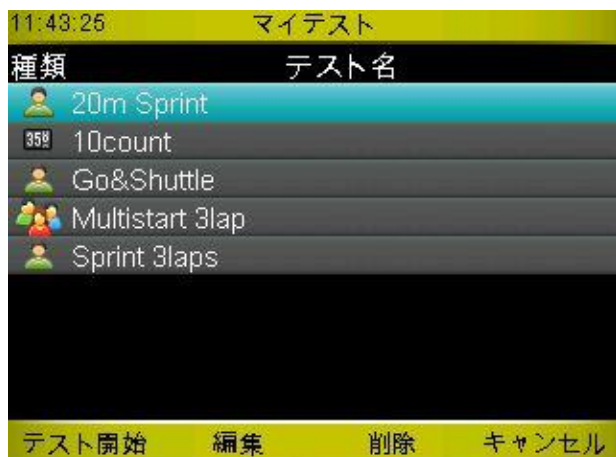 11:43:25 マイテスト
種類 テスト名
20m Sprint
10count
Go&Shuttle
Multistart 3lap
Sprint 3laps
テスト開始 編集 削除 キャンセル